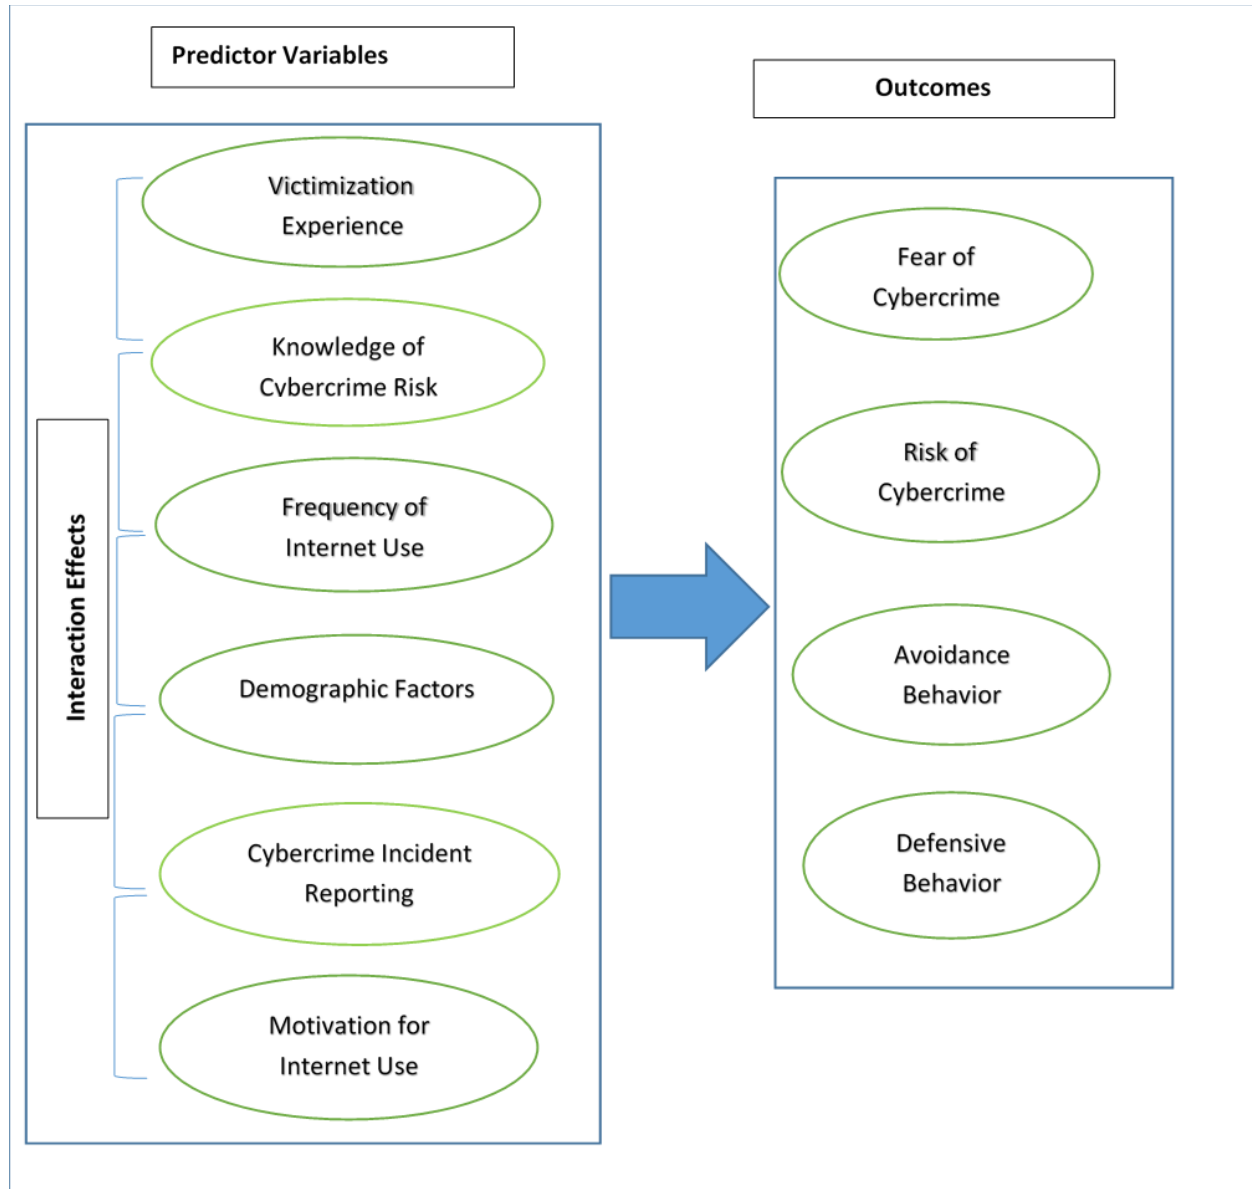 Predictor Variables
Outcomes
Victimization
Experience
Knowledge of
Cybercrime Risk
Frequency of
Internet Use
Demographic Factors
Cybercrime Incident
Reporting
Motivation for
Internet Use
Interaction Effects
Fear of
Cybercrime
Risk of
Cybercrime
Avoidance
Behavior
Defensive
Behavior